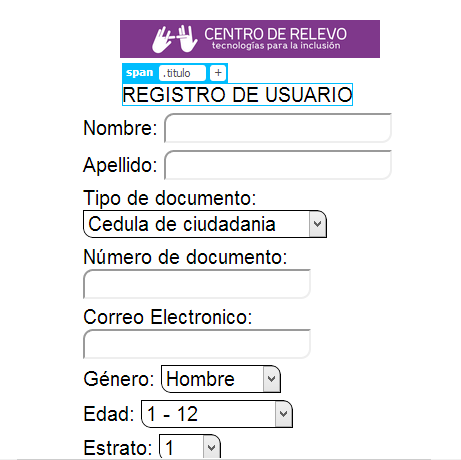 CENTRO DE RELEVO
tecnologías para la inclusión
span .titulo +
REGISTRO DE USUARIO
Nombre:
Apellido:
Tipo de documento:
Cedula de ciudadania
Número de documento:
Correo Electronico:
Género: Hombre
Edad: 1 - 12
Estrato: 1